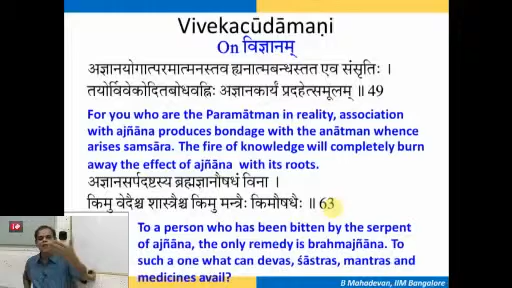 Vivekacūdāmaṇi
On विज्ञानम्
अज्ञानयोगात्परमात्मनस्तव ह्यनात्मबन्धस्तत एव संसृतिः ।
तयोर्विवेकोदितबोधवह्निः अज्ञानकार्यं प्रदहेत्समूलम् ॥ 49
For you who are the Paramātman in reality, association
with ajñāna produces bondage with the anātman whence
arises samsāra. The fire of knowledge will completely burn
away the effect of ajñāna with its roots.
अज्ञानसर्पदष्टस्य ब्रह्मज्ञानौषधं विना ।
किमु वेदैश्च शास्त्रैश्च किमु मन्त्रैः किमौषधैः ॥ 63
To a person who has been bitten by the serpent
of ajñāna, the only remedy is brahmajñāna. To
such a one what can devas, śāstras, mantras and
medicines avail?
B Mahadevan, IIM Bangalore